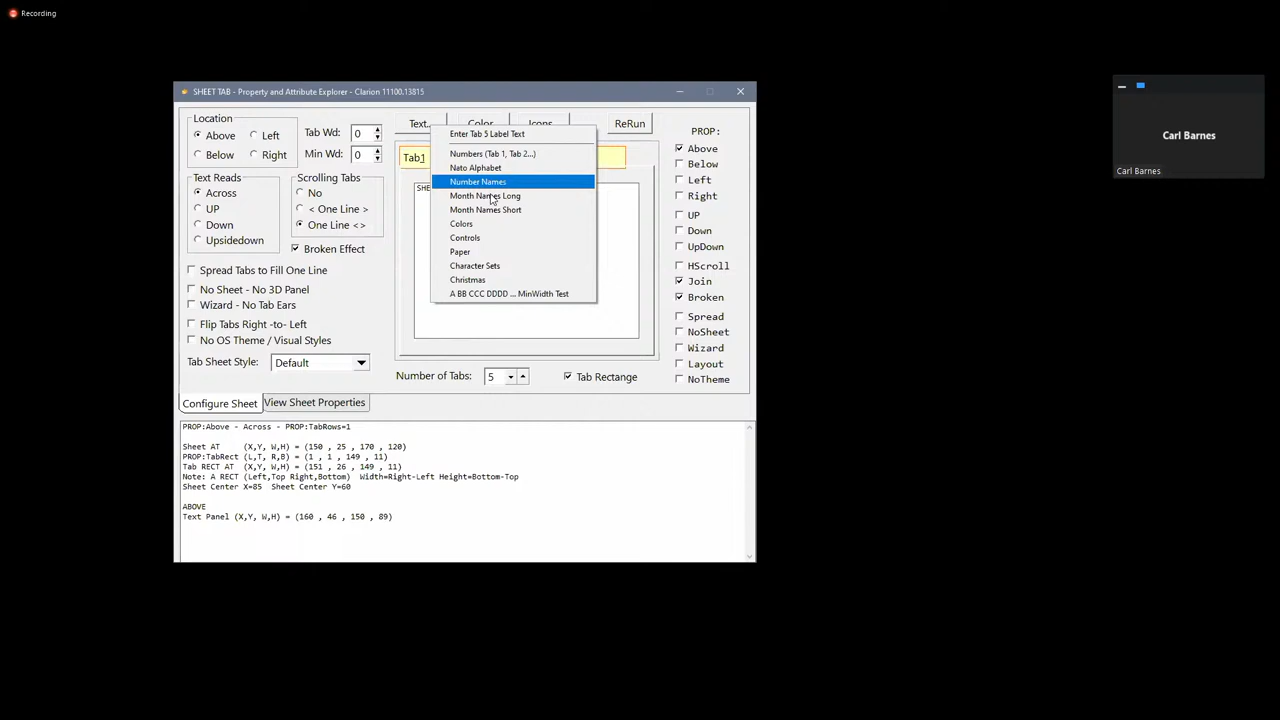 Recording
SHEET TAB - Property and Attribute Explorer - Clarion 11100.13815
Carl Barnes
Carl Barnes
Location
Above
Left
Below
Right
Tab Wd: 0
Min Wd: 0
Text Reads
Across
UP
Down
Upsidedown
Scrolling Tabs
No
< One Line >
One Line <>
Broken Effect
Spread Tabs to Fill One Line
No Sheet - No 3D Panel
Wizard - No Tab Ears
Flip Tabs Right -to- Left
No OS Theme / Visual Styles
Tab Sheet Style: Default
Text..
Color
Icons
ReRun
Tab1
SHE
Enter Tab 5 Label Text
Numbers (Tab 1, Tab 2...)
Nato Alphabet
Number Names
Month Names Long
Month Names Short
Colors
Controls
Paper
Character Sets
Christmas
A BB CCC DDDD ... MinWidth Test
Number of Tabs: 5
Tab Rectange
PROP:
Above
Below
Left
Right
UP
Down
UpDown
HScroll
Join
Broken
Spread
NoSheet
Wizard
Layout
NoTheme
Configure Sheet
View Sheet Properties
PROP:Above - Across - PROP:TabRows=1
Sheet AT (X,Y, W,H) = (150 , 25 , 170 , 120)
PROP:TabRect (L,T, R,B) = (1 , 1 , 149 , 11)
Tab RECT AT (X,Y, W,H) = (151 , 26 , 149 , 11)
Note: A RECT (Left,Top Right,Bottom) Width=Right-Left Height=Bottom-Top
Sheet Center X=85 Sheet Center Y=60
ABOVE
Text Panel (X,Y, W,H) = (160 , 46 , 150 , 89)